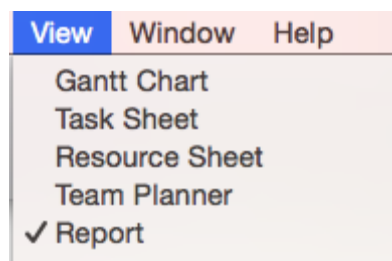 View Window Help
Gantt Chart
Task Sheet
Resource Sheet
Team Planner
✓ Report